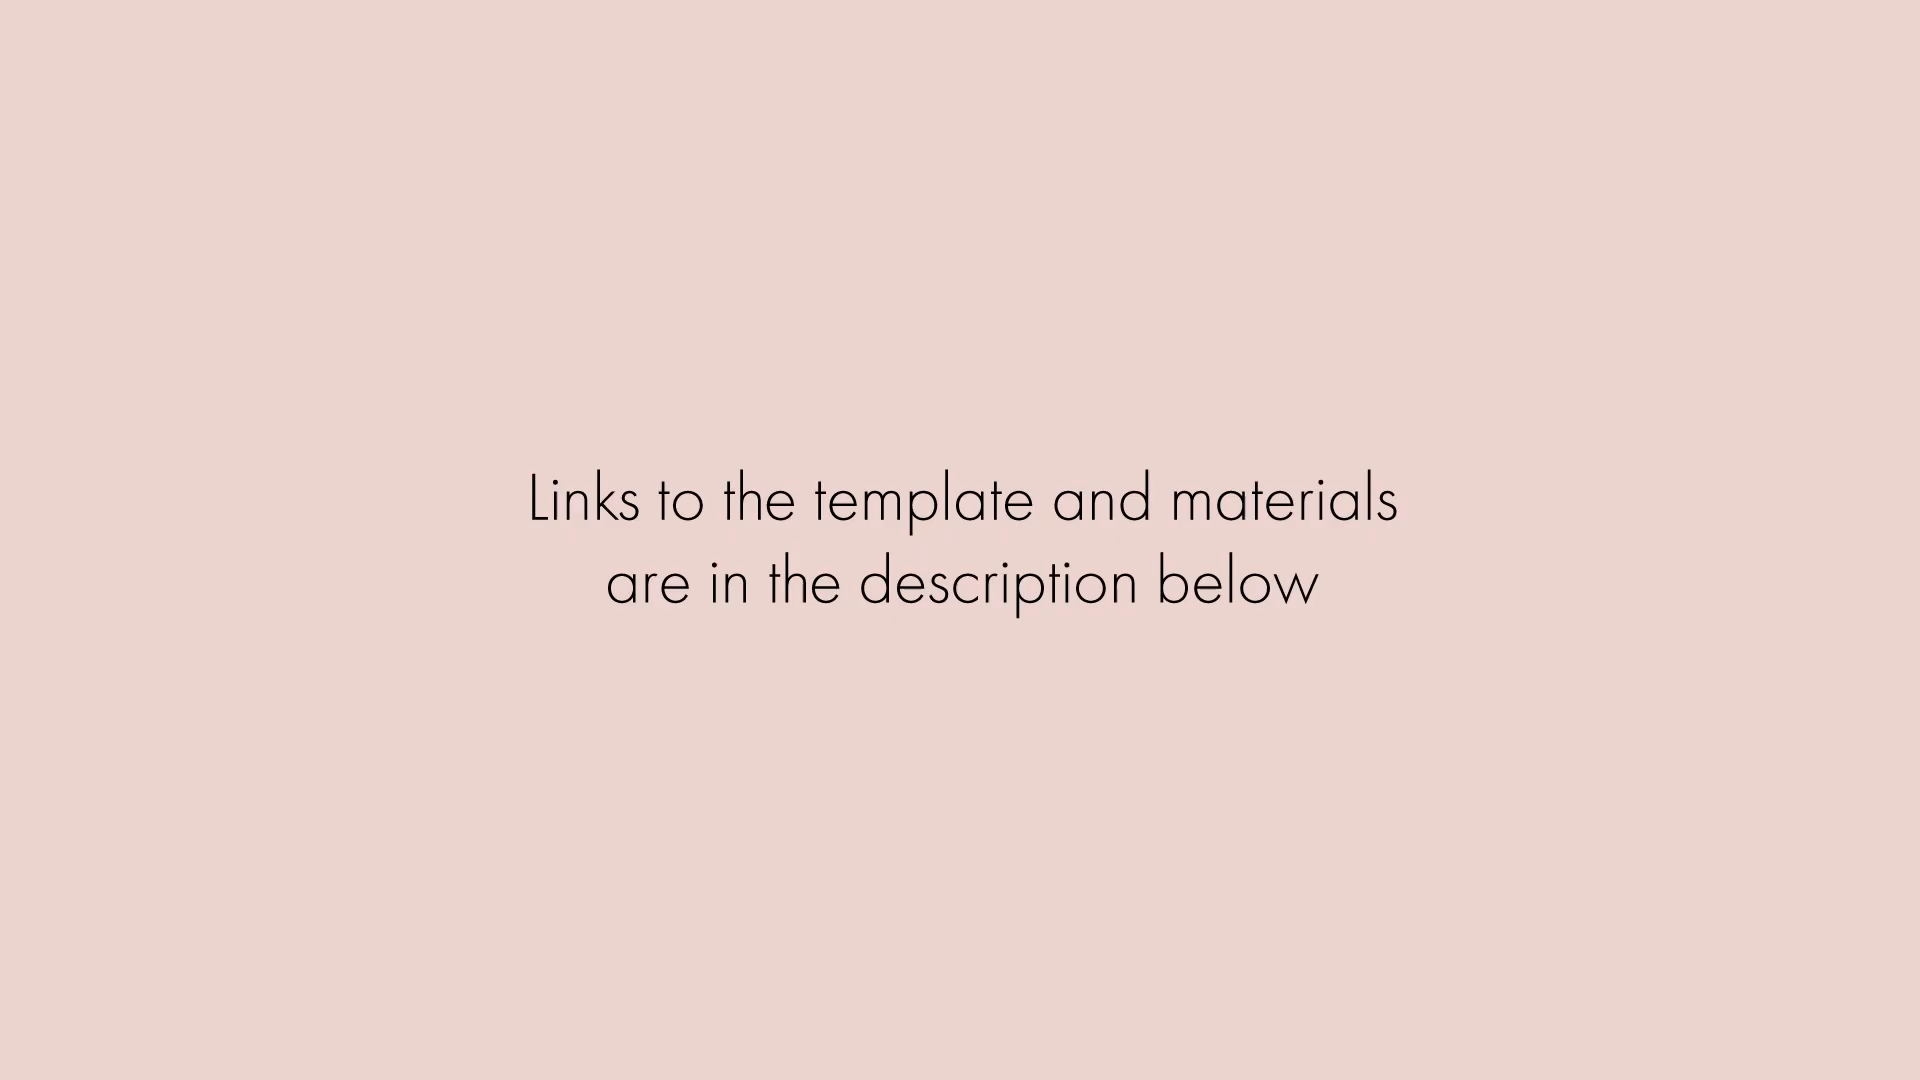 Links to the template and materials
are in the description below